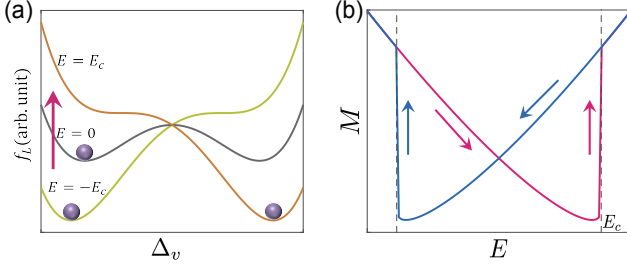 (a)
f_L (arb. unit)
E = E_c
E = 0
E = −E_c
Δ_v
(b)
M
E_c
E